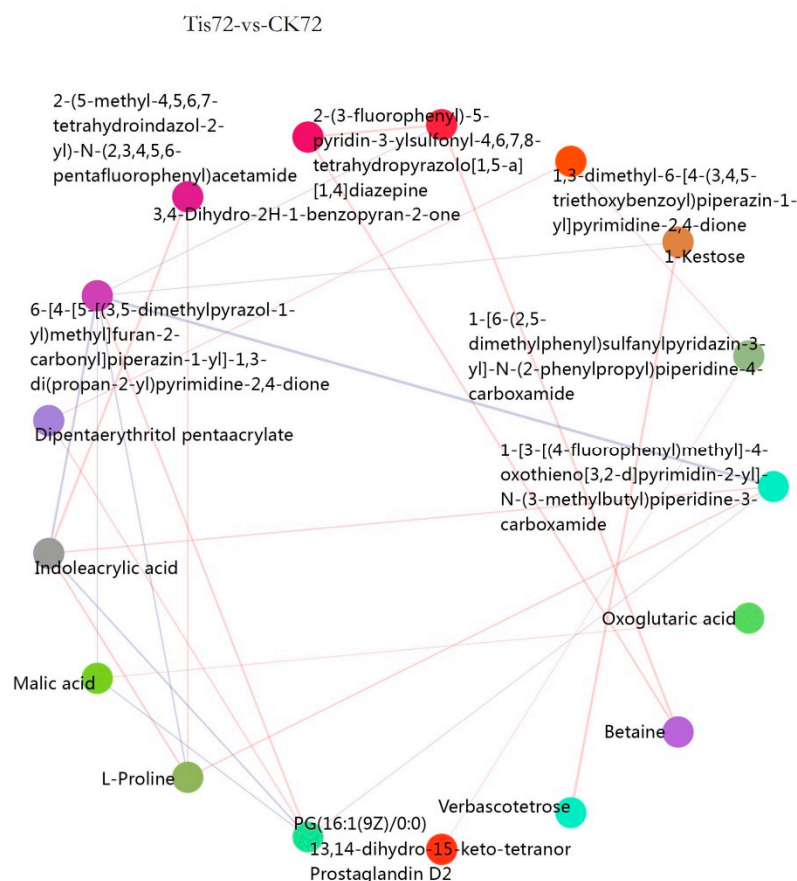 Tis72-vs-CK72
2-(5-methyl-4,5,6,7-
tetrahydroindazol-2-
yl)-N-(2,3,4,5,6-
pentafluorophenyl)acetamide
2-(3-fluorophenyl)-5-
pyridin-3-ylsulfonyl-4,6,7,8-
tetrahydropyrazolo[1,5-a]
[1,4]diazepine
1,3-dimethyl-6-[4-(3,4,5-
triethoxybenzoyl)piperazin-1-
yl]pyrimidine-2,4-dione
3,4-Dihydro-2H-1-benzopyran-2-one
1-Kestose
6-[4-[5-[(3,5-dimethylpyrazol-1-
yl)methyl]furan-2-
carbonyl]piperazin-1-yl]-1,3-
di(propan-2-yl)pyrimidine-2,4-dione
1-[6-(2,5-
dimethylphenyl)sulfanylpyridazin-3-
yl]-N-(2-phenylpropyl)piperidine-4-
carboxamide
Dipentaerythritol pentaacrylate
1-[3-[(4-fluorophenyl)methyl]-4-
oxothieno[3,2-d]pyrimidin-2-yl]-
N-(3-methylbutyl)piperidine-3-
carboxamide
Indoleacrylic acid
Oxoglutaric acid
Malic acid
Betaine
L-Proline
Verbascotetrose
PG(16:1(9Z)/0:0)
13,14-dihydro-15-keto-tetranor
Prostaglandin D2